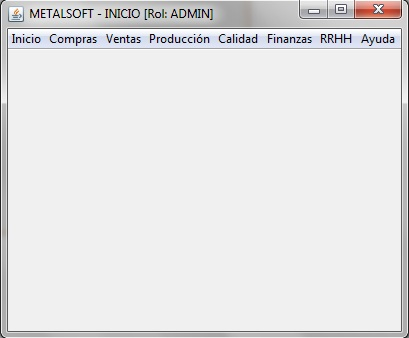 METALSOFT - INICIO [Rol: ADMIN]
Inicio Compras Ventas Producción Calidad Finanzas RRHH Ayuda